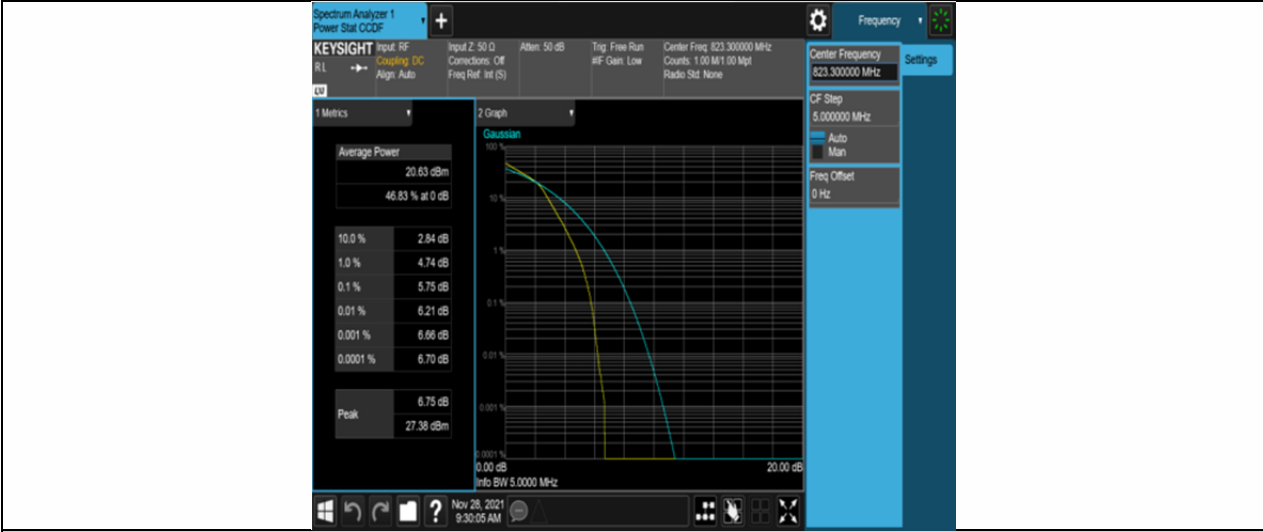 Spectrum Analyzer 1
Power Stat CCDF
+
Frequency
KEYSIGHT
Input: RF
Coupling: DC
Align: Auto
Input Z: 50 Ω
Corrections: Off
Freq Ref: Int (S)
Atten: 50 dB
Trig: Free Run
#IF Gain: Low
Center Freq: 823.300000 MHz
Counts: 1.00 M/1.00 Mpt
Radio Std: None
R L
LV
Center Frequency
823.300000 MHz
Settings
CF Step
5.000000 MHz
Auto
Man
Freq Offset
0 Hz
1 Metrics
2 Graph
Gaussian
Average Power
20.63 dBm
46.83 % at 0 dB
10.0 % 2.84 dB
1.0 % 4.74 dB
0.1 % 5.75 dB
0.01 % 6.21 dB
0.001 % 6.66 dB
0.0001 % 6.70 dB
Peak
6.75 dB
27.38 dBm
100 %
10 %
1 %
0.1 %
0.01 %
0.001 %
0.0001 %
0.00 dB
20.00 dB
Info BW 5.0000 MHz
?
Nov 28, 2021
9:30:05 AM